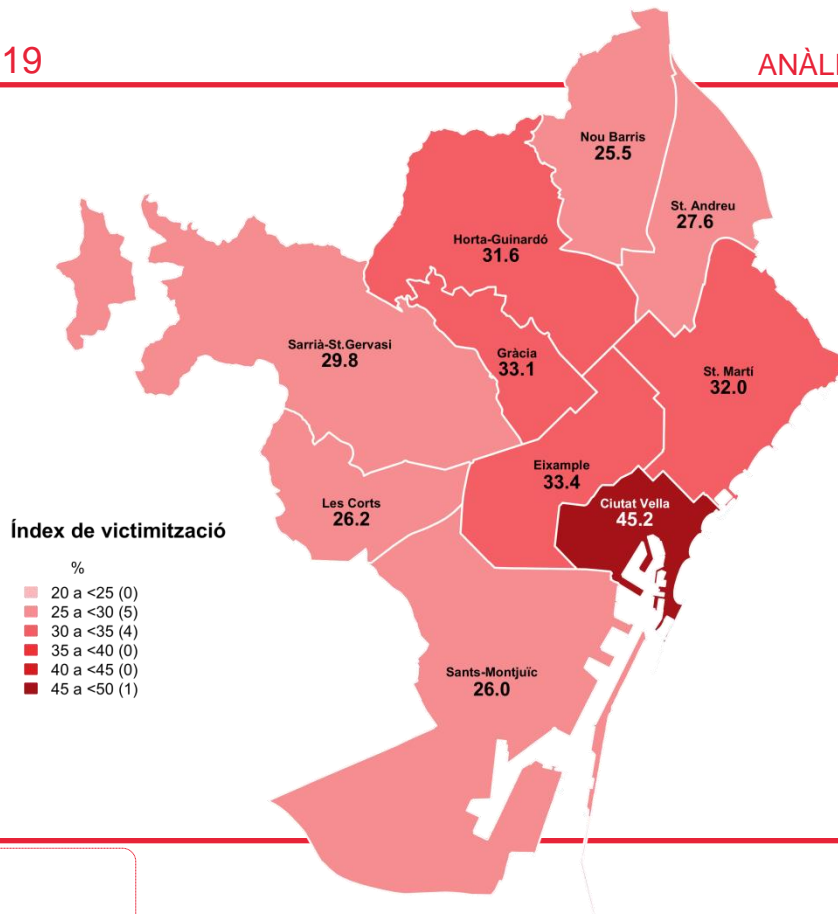 19
ANÀLI
Nou Barris
25.5
St. Andreu
27.6
Horta-Guinardó
31.6
Sarrià-St.Gervasi
29.8
Gràcia
33.1
St. Martí
32.0
Eixample
33.4
Les Corts
26.2
Ciutat Vella
45.2
Índex de victimització
%
20 a <25 (0)
25 a <30 (5)
30 a <35 (4)
35 a <40 (0)
40 a <45 (0)
45 a <50 (1)
Sants-Montjuïc
26.0